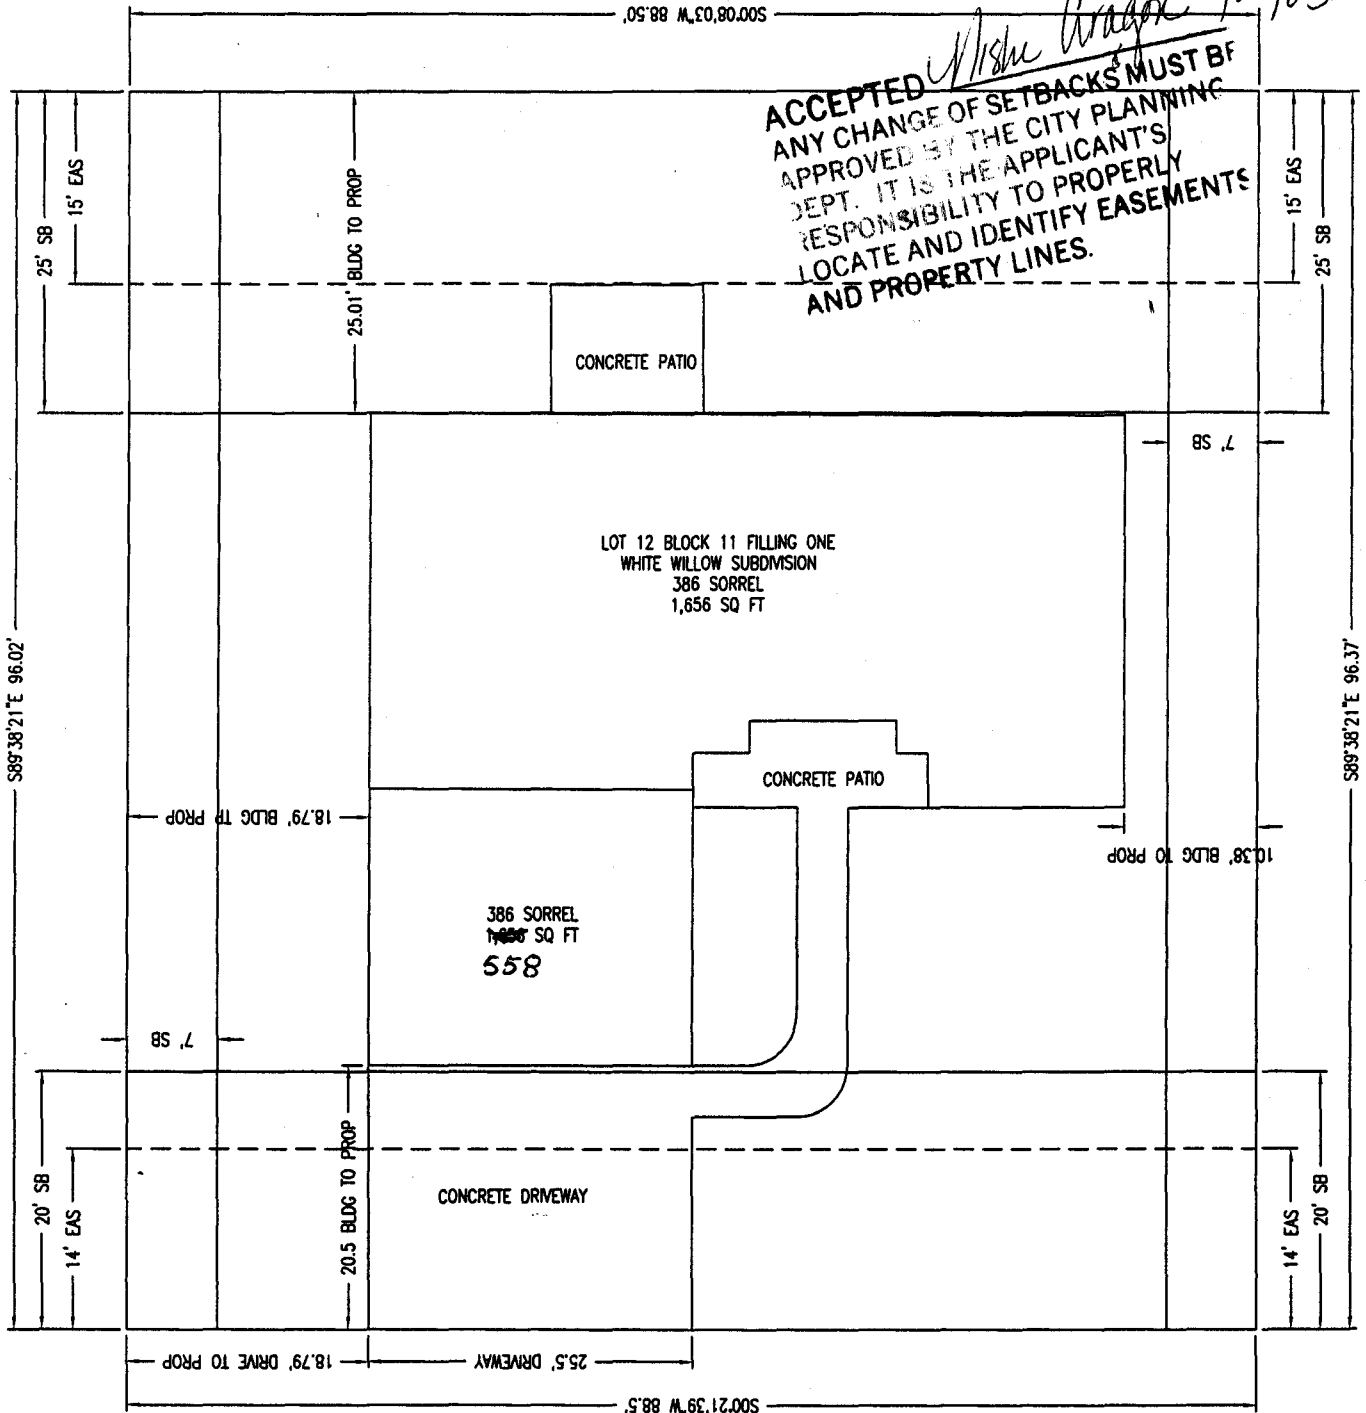 S00°08'03"W 88.50'
ACCEPTED
ANY CHANGE OF SETBACKS MUST BE
APPROVED BY THE CITY PLANNING
DEPT. IT IS THE APPLICANT'S
RESPONSIBILITY TO PROPERLY
LOCATE AND IDENTIFY EASEMENTS
AND PROPERTY LINES.
25' SB
15' EAS
25.01' BLDG TO PROP
15' EAS
25' SB
CONCRETE PATIO
7' SB
LOT 12 BLOCK 11 FILLING ONE
WHITE WILLOW SUBDIVISION
386 SORREL
1,656 SQ FT
S89°38'21"E 96.02'
S89°38'21"E 96.37'
CONCRETE PATIO
18.79' BLDG TP PROP
10.38' BLDG TO PROP
386 SORREL
1,656 SQ FT
558
7' SB
20' SB
14' EAS
20.5 BLDG TO PROP
CONCRETE DRIVEWAY
14' EAS
20' SB
18.79' DRIVE TO PROP
25.5' DRIVEWAY
S00°21'39"W 88.5'